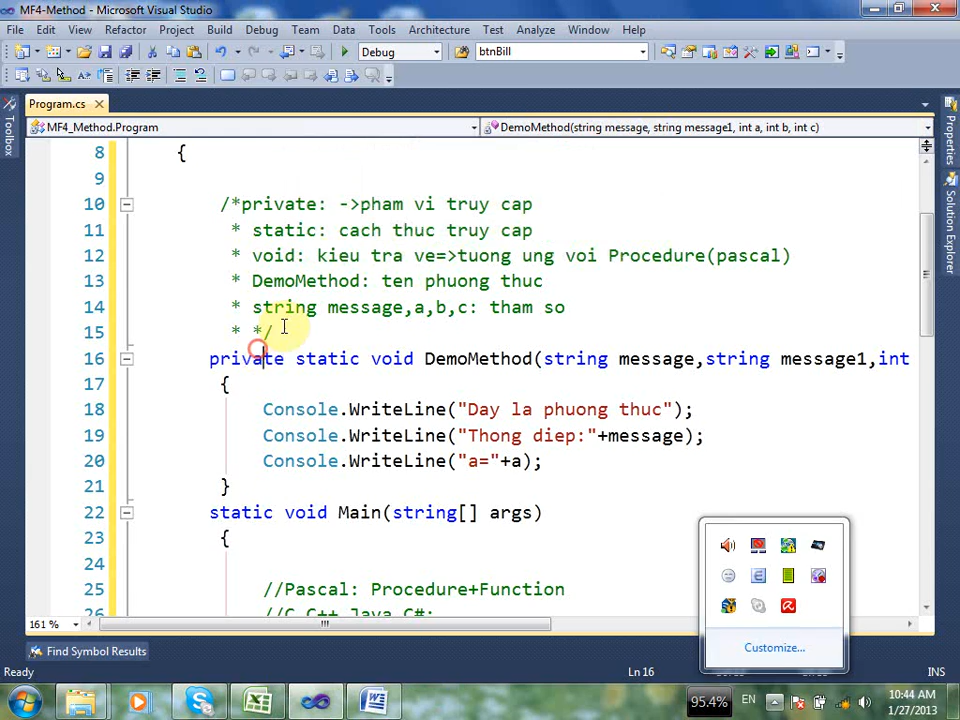 MF4-Method - Microsoft Visual Studio
File Edit View Refactor Project Build Debug Team Data Tools Architecture Test Analyze Window Help
Debug btnBill
Program.cs
MF4_Method.Program DemoMethod(string message, string message1, int a, int b, int c)
Toolbox
Properties
Solution Explorer
8 {
9
10 /*private: ->pham vi truy cap
11 * static: cach thuc truy cap
12 * void: kieu tra ve=>tuong ung voi Procedure(pascal)
13 * DemoMethod: ten phuong thuc
14 * string message,a,b,c: tham so
15 * */
16 private static void DemoMethod(string message,string message1,int
17 {
18 Console.WriteLine("Day la phuong thuc");
19 Console.WriteLine("Thong diep:"+message);
20 Console.WriteLine("a="+a);
21 }
22 static void Main(string[] args)
23 {
24
25 //Pascal: Procedure+Function
26 //C,C++,Java,C#:
Customize...
161 %
Find Symbol Results
Ready Ln 16 INS
95.4% EN 10:44 AM
1/27/2013